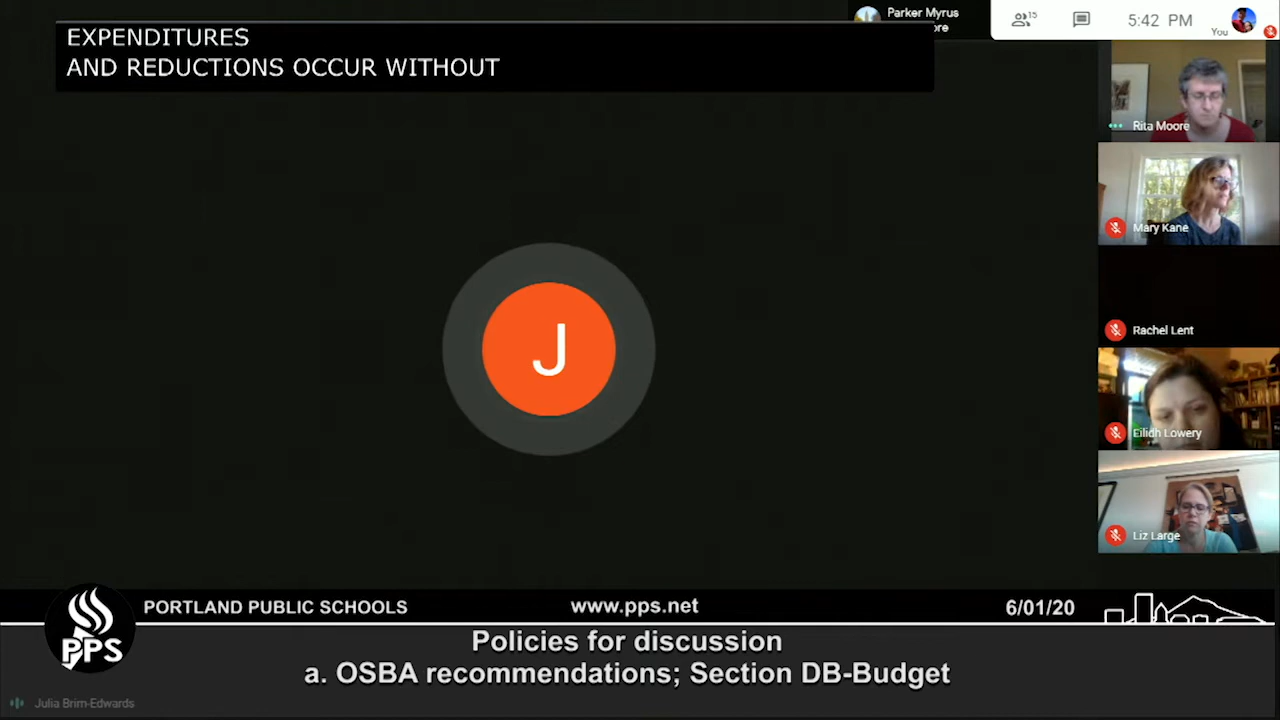 EXPENDITURES
AND REDUCTIONS OCCUR WITHOUT
Parker Myrus
ore
15
5:42 PM
You
Rita Moore
Mary Kane
Rachel Lent
Eilidh Lowery
Liz Large
J
PPS
PORTLAND PUBLIC SCHOOLS
www.pps.net
6/01/20
Policies for discussion
a. OSBA recommendations; Section DB-Budget
Julia Brim-Edwards